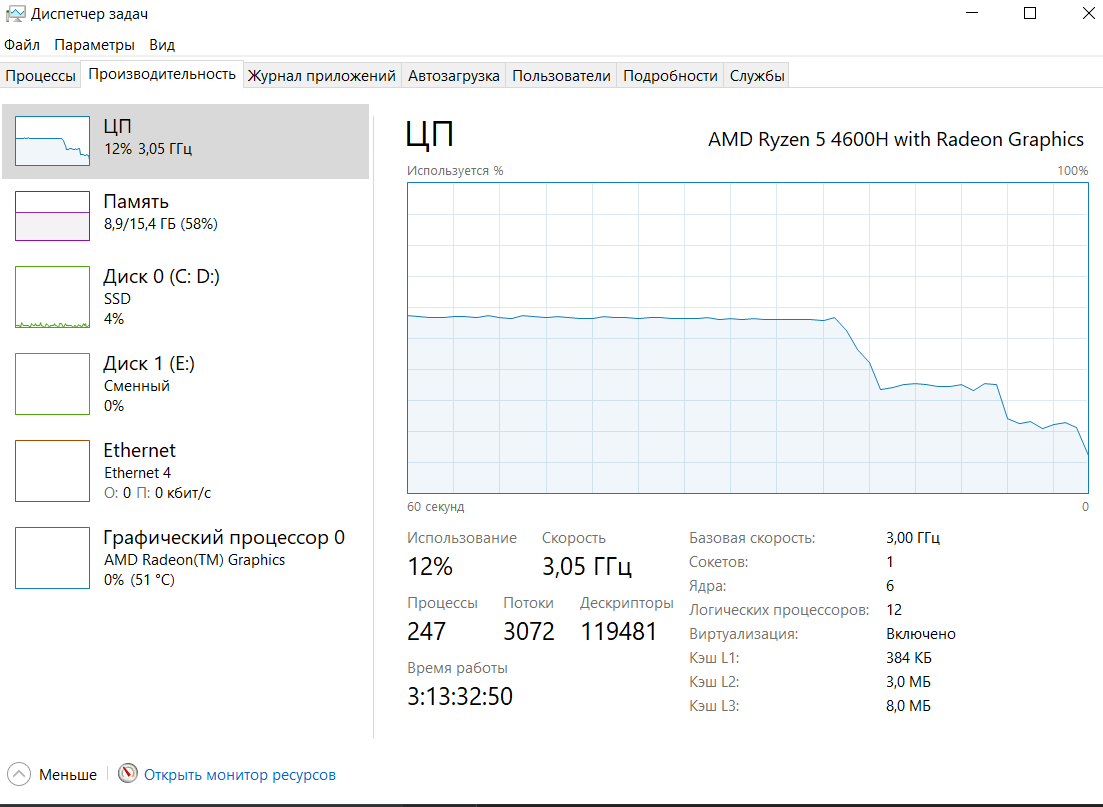 Диспетчер задач
Файл Параметры Вид
Процессы Производительность Журнал приложений Автозагрузка Пользователи Подробности Службы
ЦП
12% 3,05 ГГц
Память
8,9/15,4 ГБ (58%)
Диск 0 (C: D:)
SSD
4%
Диск 1 (E:)
Сменный
0%
Ethernet
Ethernet 4
О: 0 П: 0 кбит/с
Графический процессор 0
AMD Radeon(TM) Graphics
0% (51 °C)
ЦП
AMD Ryzen 5 4600H with Radeon Graphics
Используется % 100%
60 секунд 0
Использование Скорость
12% 3,05 ГГц
Процессы Потоки Дескрипторы
247 3072 119481
Время работы
3:13:32:50
Базовая скорость: 3,00 ГГц
Сокетов: 1
Ядра: 6
Логических процессоров: 12
Виртуализация: Включено
Кэш L1: 384 КБ
Кэш L2: 3,0 МБ
Кэш L3: 8,0 МБ
Меньше Открыть монитор ресурсов